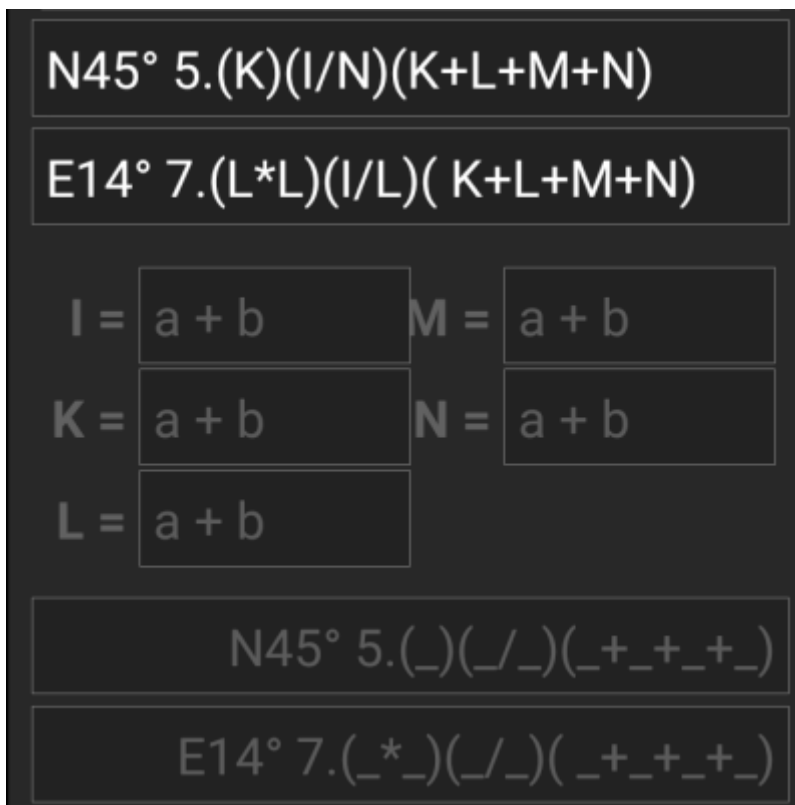 N45° 5.(K)(I/N)(K+L+M+N)
E14° 7.(L*L)(I/L)( K+L+M+N)
I = a + b M = a + b
K = a + b N = a + b
L = a + b
N45° 5.(_)(_/_)(_+_+_+_)
E14° 7.(_*_)(_/_)( _+_+_+_)